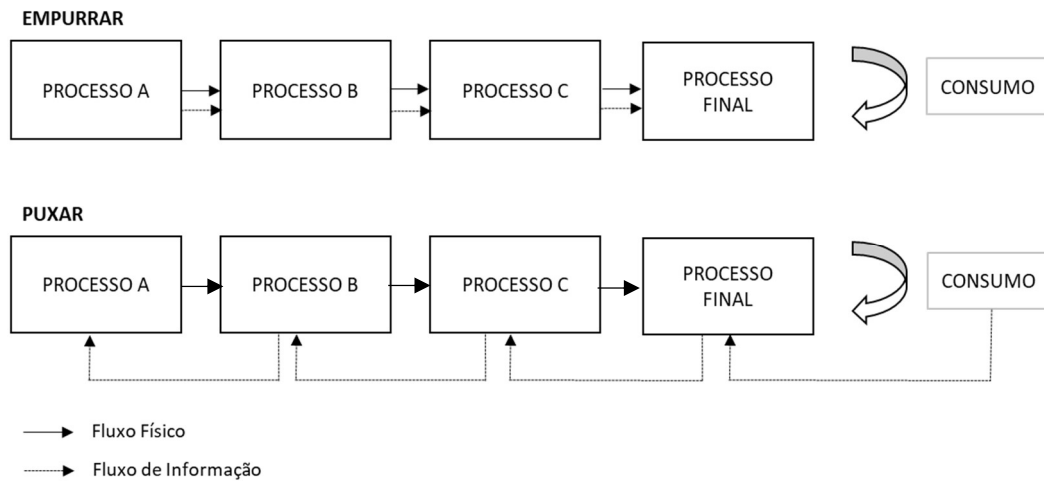 EMPURRAR
PROCESSO A
PROCESSO B
PROCESSO C
PROCESSO
FINAL
CONSUMO
PUXAR
PROCESSO A
PROCESSO B
PROCESSO C
PROCESSO
FINAL
CONSUMO
Fluxo Físico
Fluxo de Informação